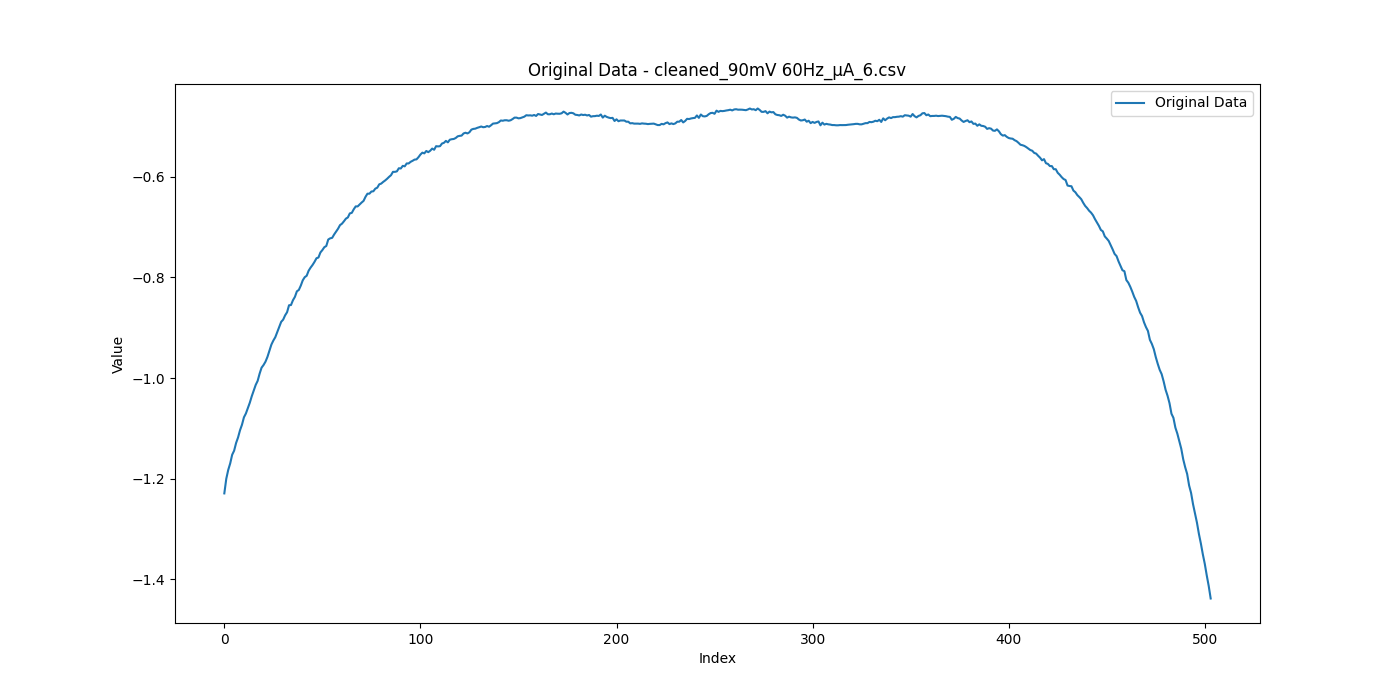 Original Data - cleaned_90mV 60Hz_μA_6.csv
Original Data
Value
−0.6
−0.8
−1.0
−1.2
−1.4
0 100 200 300 400 500
Index